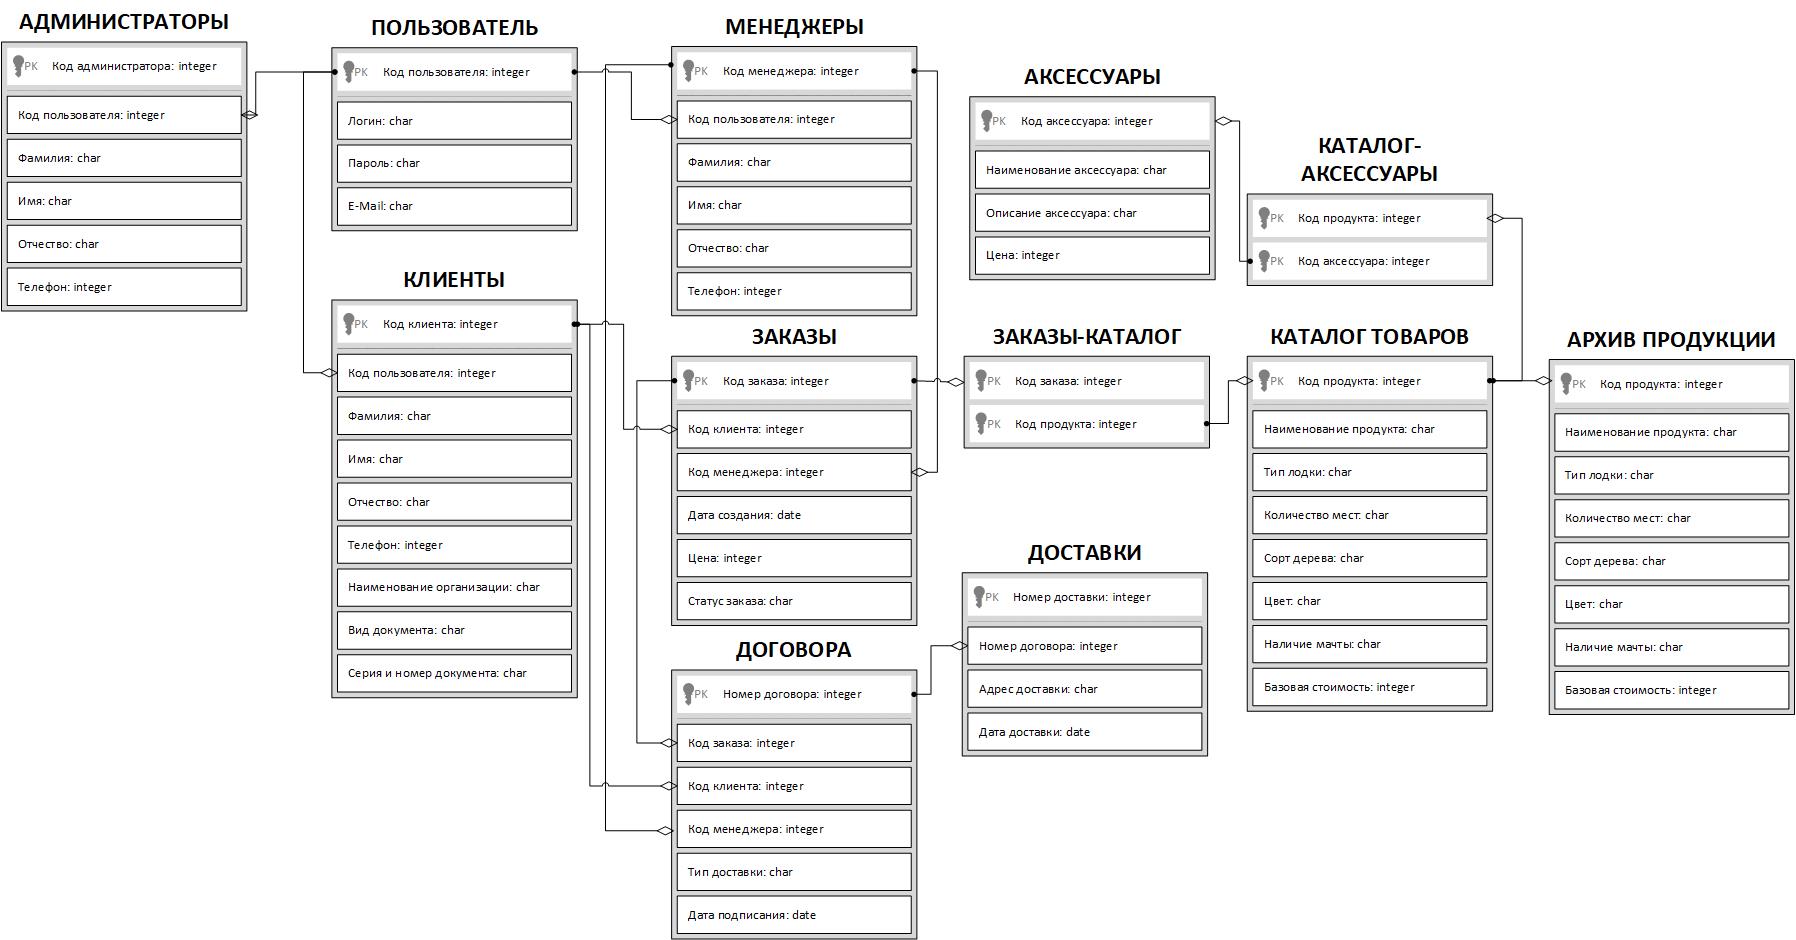 АДМИНИСТРАТОРЫ
PK Код администратора: integer
Код пользователя: integer
Фамилия: char
Имя: char
Отчество: char
Телефон: integer
ПОЛЬЗОВАТЕЛЬ
PK Код пользователя: integer
Логин: char
Пароль: char
E-Mail: char
КЛИЕНТЫ
PK Код клиента: integer
Код пользователя: integer
Фамилия: char
Имя: char
Отчество: char
Телефон: integer
Наименование организации: char
Вид документа: char
Серия и номер документа: char
МЕНЕДЖЕРЫ
PK Код менеджера: integer
Код пользователя: integer
Фамилия: char
Имя: char
Отчество: char
Телефон: integer
ЗАКАЗЫ
PK Код заказа: integer
Код клиента: integer
Код менеджера: integer
Дата создания: date
Цена: integer
Статус заказа: char
ДОГОВОРА
PK Номер договора: integer
Код заказа: integer
Код клиента: integer
Код менеджера: integer
Тип доставки: char
Дата подписания: date
АКСЕССУАРЫ
PK Код аксессуара: integer
Наименование аксессуара: char
Описание аксессуара: char
Цена: integer
ЗАКАЗЫ-КАТАЛОГ
PK Код заказа: integer
PK Код продукта: integer
ДОСТАВКИ
PK Номер доставки: integer
Номер договора: integer
Адрес доставки: char
Дата доставки: date
КАТАЛОГ-
АКСЕССУАРЫ
PK Код продукта: integer
PK Код аксессуара: integer
КАТАЛОГ ТОВАРОВ
PK Код продукта: integer
Наименование продукта: char
Тип лодки: char
Количество мест: char
Сорт дерева: char
Цвет: char
Наличие мачты: char
Базовая стоимость: integer
АРХИВ ПРОДУКЦИИ
PK Код продукта: integer
Наименование продукта: char
Тип лодки: char
Количество мест: char
Сорт дерева: char
Цвет: char
Наличие мачты: char
Базовая стоимость: integer